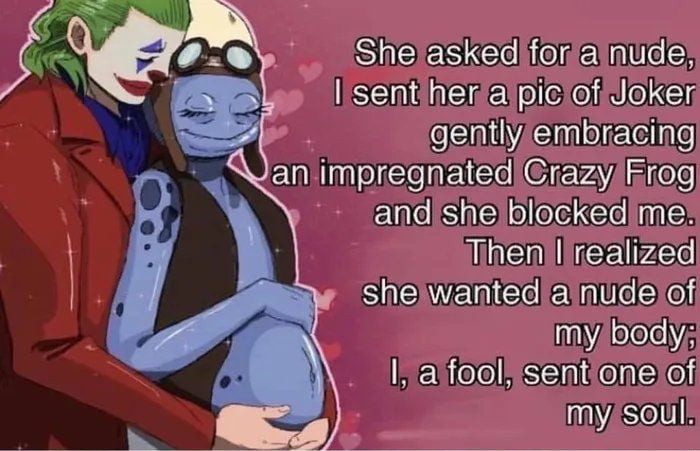 She asked for a nude,
I sent her a pic of Joker
gently embracing
an impregnated Crazy Frog
and she blocked me.
Then I realized
she wanted a nude of
my body;
I, a fool, sent one of
my soul.